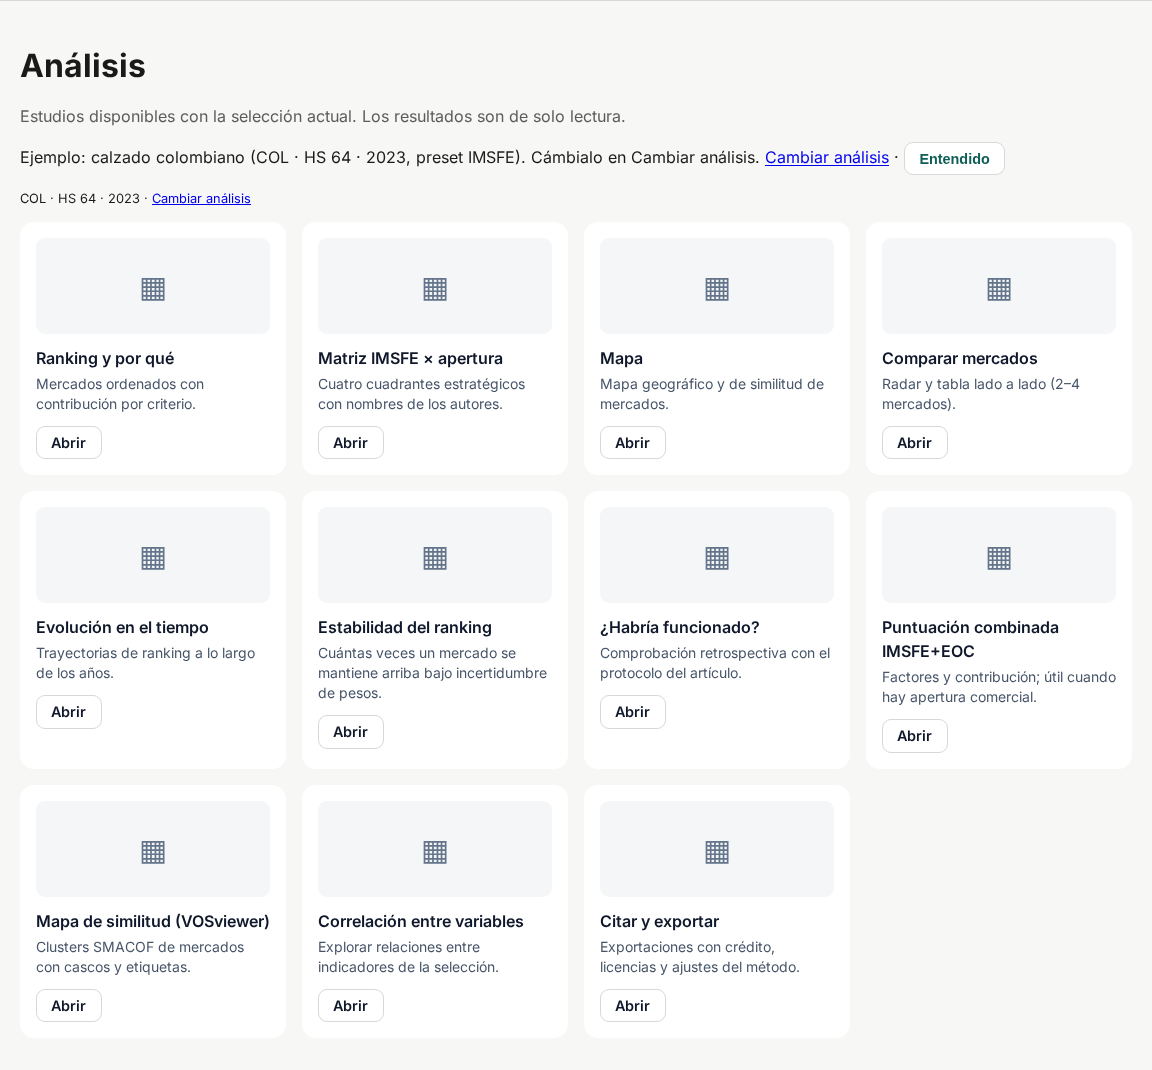 Análisis
Estudios disponibles con la selección actual. Los resultados son de solo lectura.
Ejemplo: calzado colombiano (COL · HS 64 · 2023, preset IMSFE). Cámbialo en Cambiar análisis. Cambiar análisis · Entendido
COL · HS 64 · 2023 · Cambiar análisis
Ranking y por qué
Mercados ordenados con
contribución por criterio.
Abrir
Matriz IMSFE × apertura
Cuatro cuadrantes estratégicos
con nombres de los autores.
Abrir
Mapa
Mapa geográfico y de similitud de
mercados.
Abrir
Comparar mercados
Radar y tabla lado a lado (2–4
mercados).
Abrir
Evolución en el tiempo
Trayectorias de ranking a lo largo
de los años.
Abrir
Estabilidad del ranking
Cuántas veces un mercado se
mantiene arriba bajo incertidumbre
de pesos.
Abrir
¿Habría funcionado?
Comprobación retrospectiva con el
protocolo del artículo.
Abrir
Puntuación combinada
IMSFE+EOC
Factores y contribución; útil cuando
hay apertura comercial.
Abrir
Mapa de similitud (VOSviewer)
Clusters SMACOF de mercados
con cascos y etiquetas.
Abrir
Correlación entre variables
Explorar relaciones entre
indicadores de la selección.
Abrir
Citar y exportar
Exportaciones con crédito,
licencias y ajustes del método.
Abrir